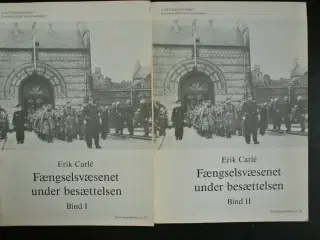 Erik Carlé
Fængselsvæsenet
under besættelsen
Bind I
Erik Carlé
Fængselsvæsenet
under besættelsen
Bind II